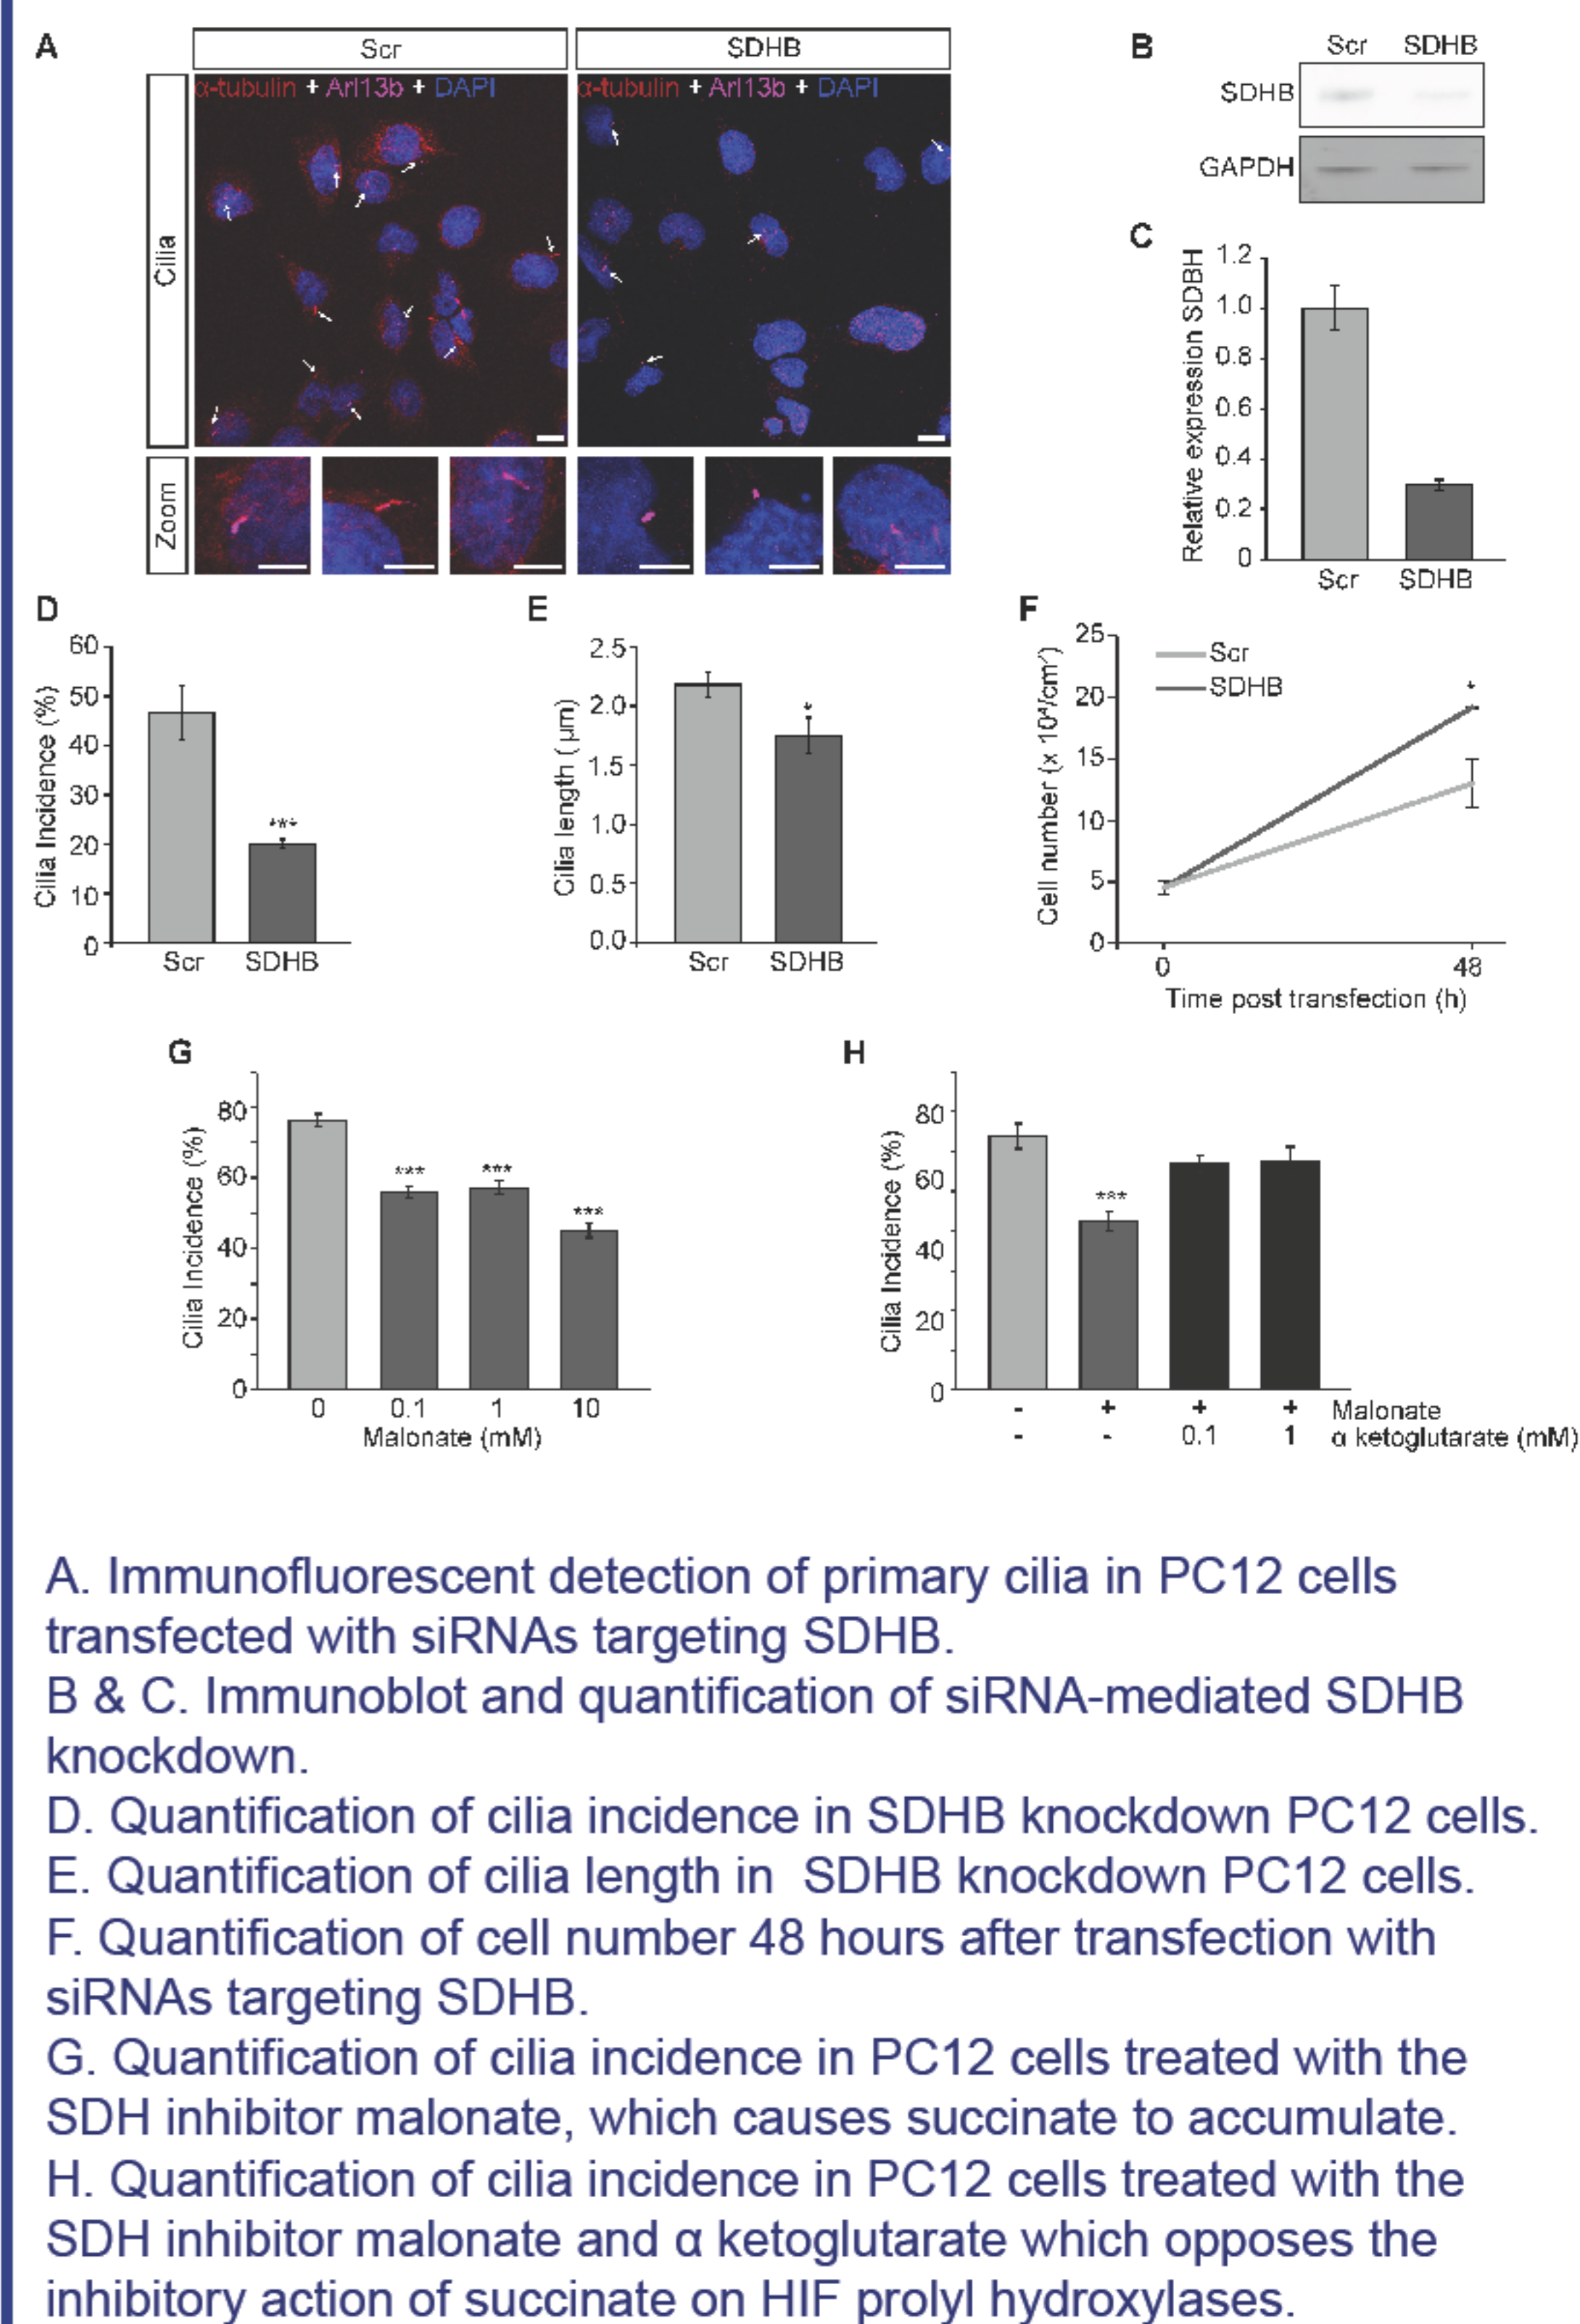 A
Scr
SDHB
α-tubulin + Arl13b + DAPI
α-tubulin + Arl13b + DAPI
Cilia
Zoom
B
Scr SDHB
SDHB
GAPDH
C
Relative expression SDBH
1.2
1.0
0.8
0.6
0.4
0.2
0
Scr SDHB
D
Cilia Incidence (%)
60
50
40
30
20
10
0
***
Scr SDHB
E
Cilia length ( µm)
2.5
2.0
1.5
1.0
0.5
0.0
*
Scr SDHB
F
Cell number (x 10⁴/cm²)
25
20
15
10
5
0
Scr
SDHB
*
0 48
Time post transfection (h)
G
Cilia Incidence (%)
80
60
40
20
0
*** *** ***
0 0.1 1 10
Malonate (mM)
H
Cilia Incidence (%)
80
60
40
20
0
***
- + + + Malonate
- - 0.1 1 α ketoglutarate (mM)
A. Immunofluorescent detection of primary cilia in PC12 cells
transfected with siRNAs targeting SDHB.
B & C. Immunoblot and quantification of siRNA-mediated SDHB
knockdown.
D. Quantification of cilia incidence in SDHB knockdown PC12 cells.
E. Quantification of cilia length in SDHB knockdown PC12 cells.
F. Quantification of cell number 48 hours after transfection with
siRNAs targeting SDHB.
G. Quantification of cilia incidence in PC12 cells treated with the
SDH inhibitor malonate, which causes succinate to accumulate.
H. Quantification of cilia incidence in PC12 cells treated with the
SDH inhibitor malonate and α ketoglutarate which opposes the
inhibitory action of succinate on HIF prolyl hydroxylases.